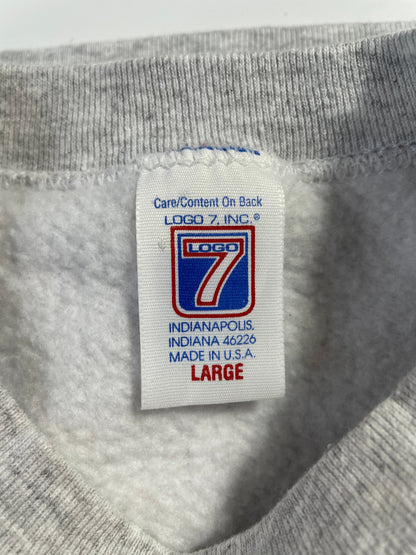 Care/Content On Back
LOGO 7, INC.®
LOGO
7
INDIANAPOLIS,
INDIANA 46226
MADE IN U.S.A.
LARGE